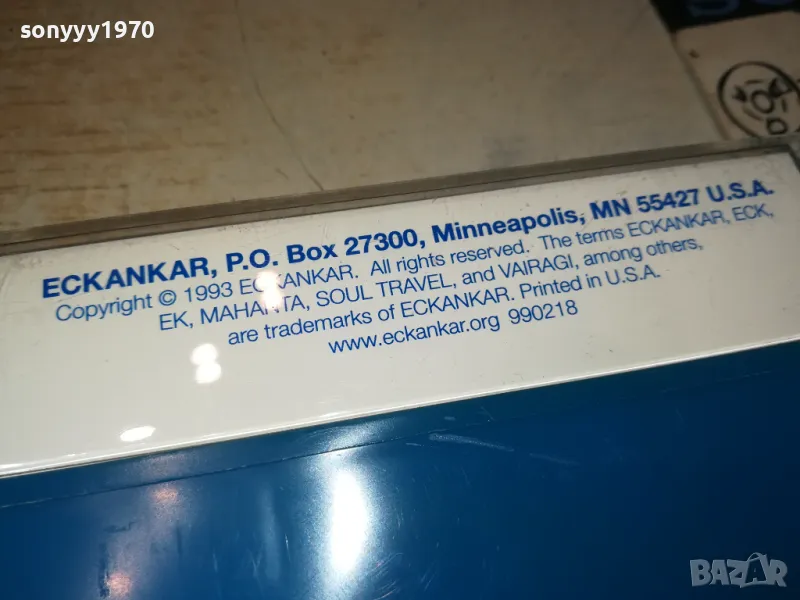 sonyyy1970
ECKANKAR, P.O. Box 27300, Minneapolis, MN 55427 U.S.A.
Copyright © 1993 ECKANKAR. All rights reserved. The terms ECKANKAR, ECK,
EK, MAHANTA, SOUL TRAVEL, and VAIRAGI, among others,
are trademarks of ECKANKAR. Printed in U.S.A.
www.eckankar.org 990218
BAZAR